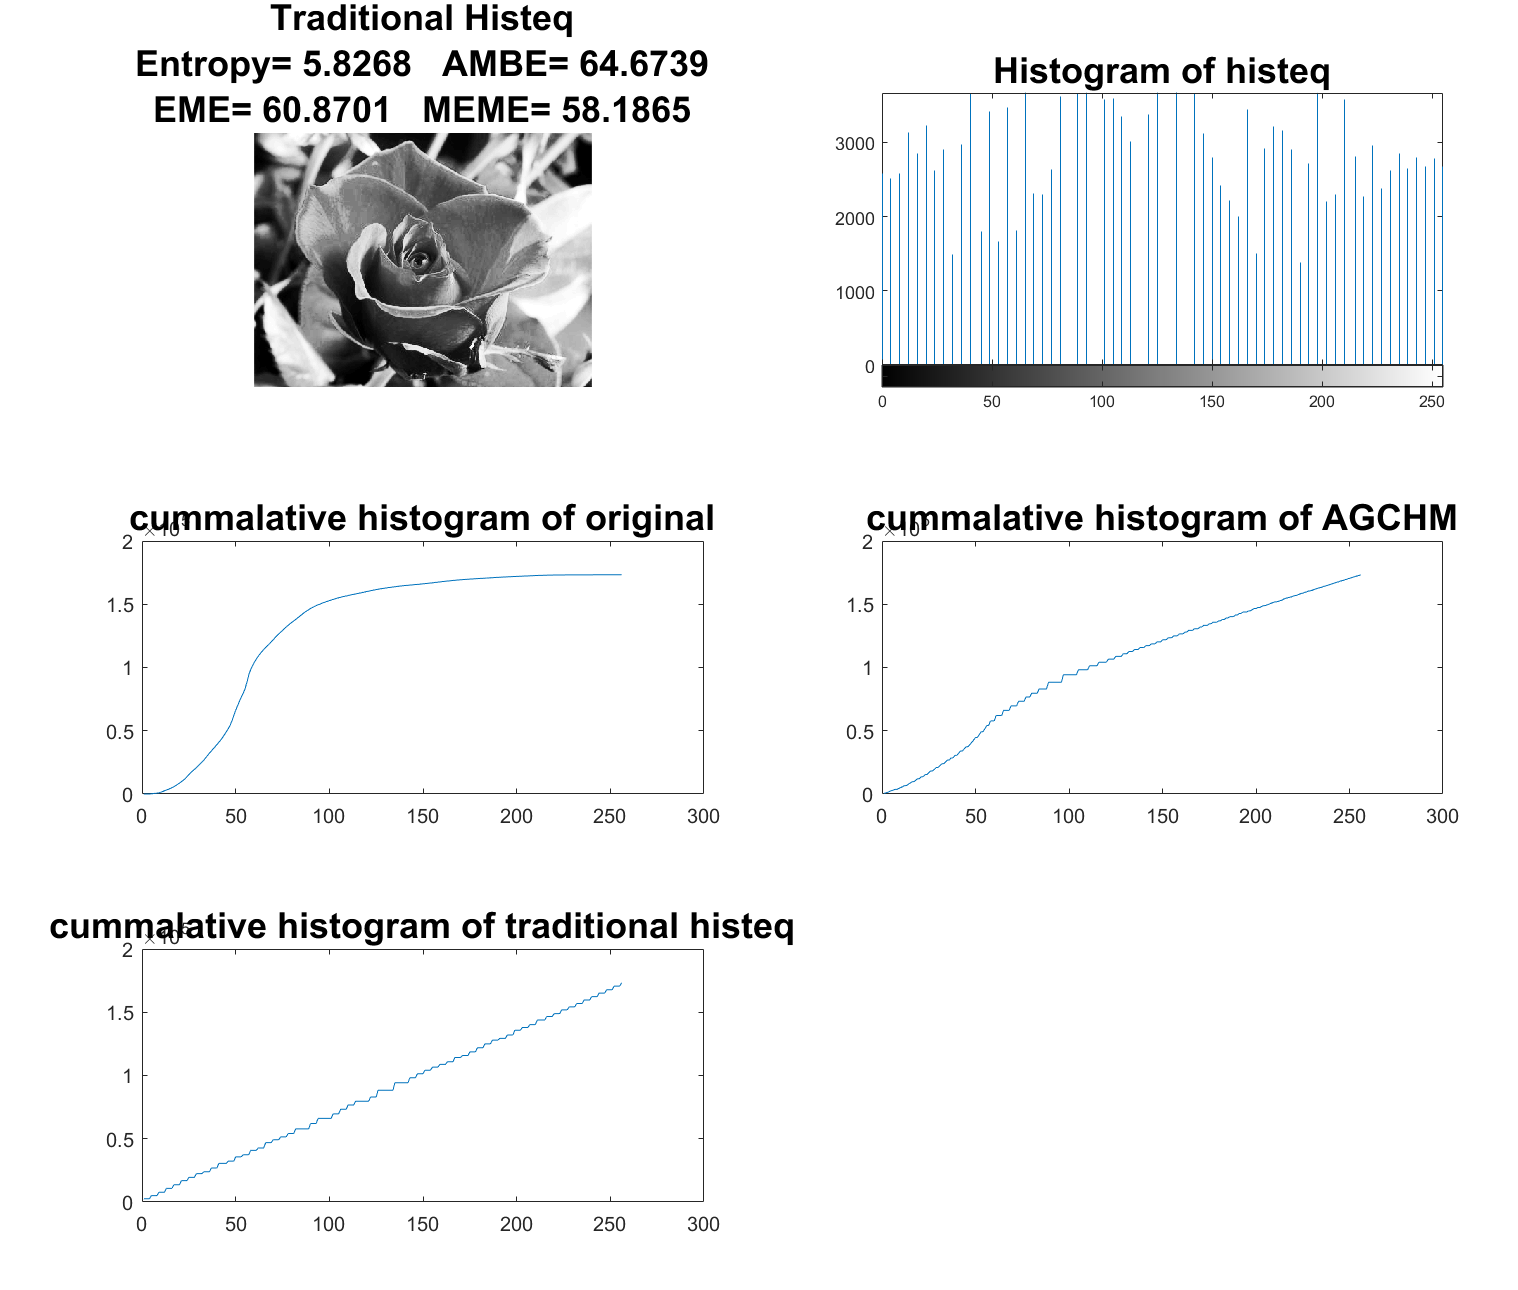 Traditional Histeq
Entropy= 5.8268 AMBE= 64.6739
EME= 60.8701 MEME= 58.1865
Histogram of histeq
3000
2000
1000
0
0 50 100 150 200 250
cummalative histogram of original
2
1.5
1
0.5
0
0 50 100 150 200 250 300
cummalative histogram of AGCHM
2
1.5
1
0.5
0
0 50 100 150 200 250 300
cummalative histogram of traditional histeq
2
1.5
1
0.5
0
0 50 100 150 200 250 300